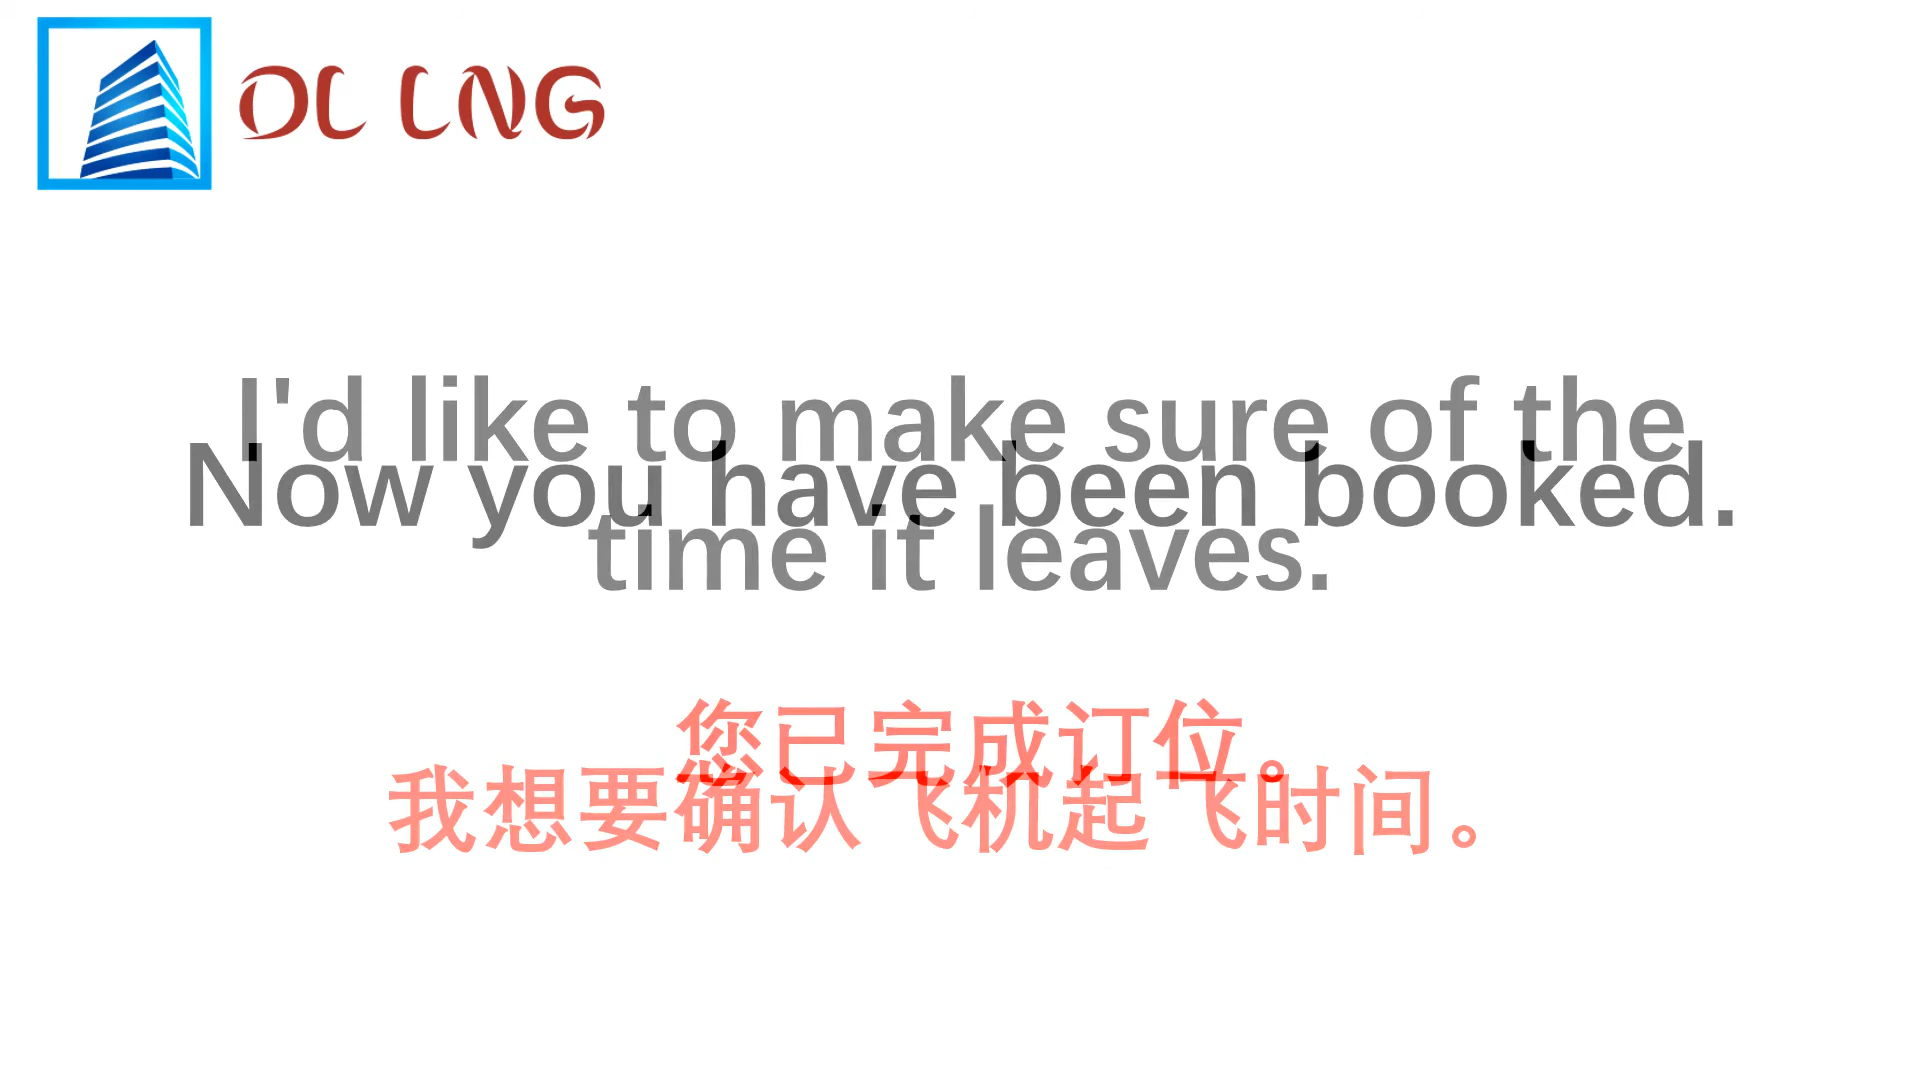 DL LNG
I'd like to make sure of the
Now you have been booked.
time it leaves.
您已完成订位。
我想要确认飞机起飞时间。